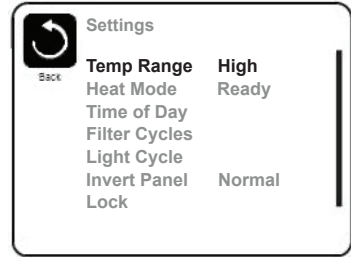 Settings
Back
Temp Range High
Heat Mode Ready
Time of Day
Filter Cycles
Light Cycle
Invert Panel Normal
Lock